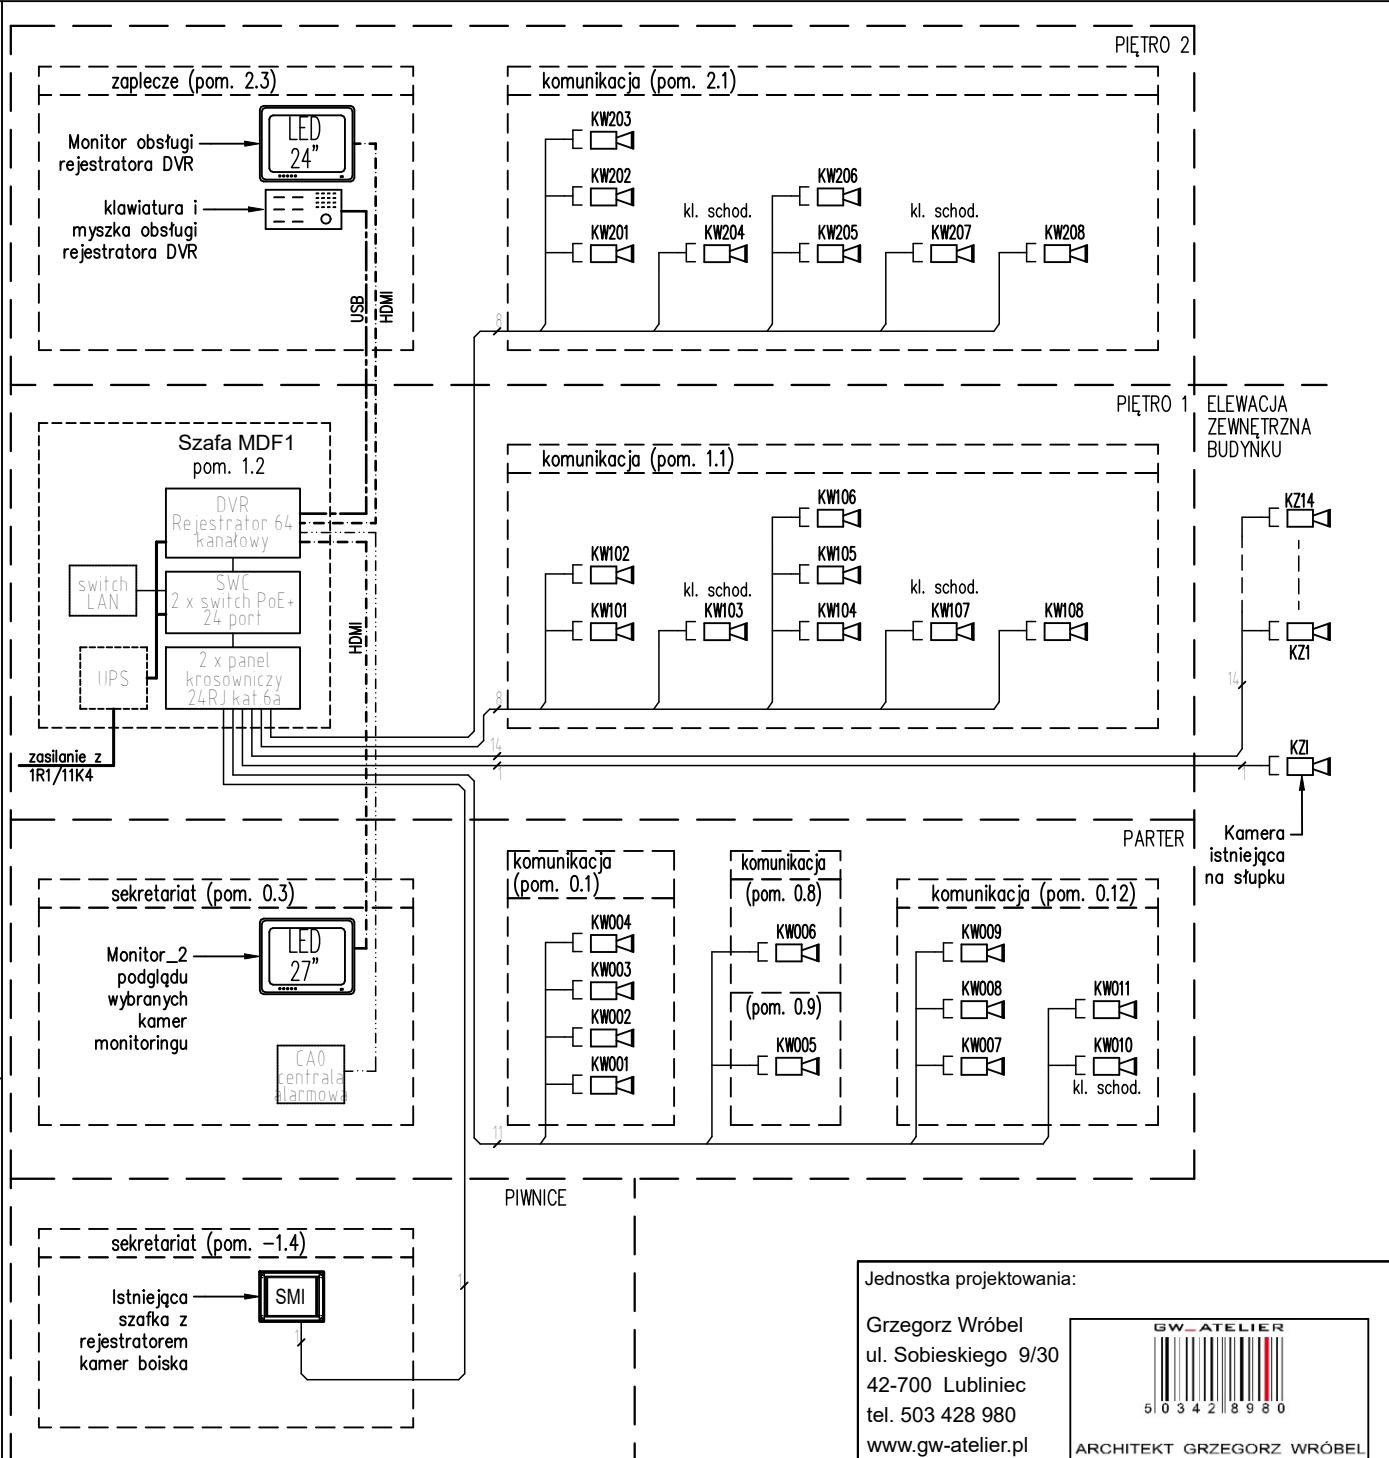 PIĘTRO 2
zaplecze (pom. 2.3)
LED
24"
Monitor obsługi
rejestratora DVR
klawiatura i
myszka obsługi
rejestratora DVR
USB
HDMI
komunikacja (pom. 2.1)
KW203
KW202
KW201
kl. schod.
KW204
KW206
KW205
kl. schod.
KW207
KW208
8
PIĘTRO 1
ELEWACJA
ZEWNĘTRZNA
BUDYNKU
Szafa MDF1
pom. 1.2
DVR
Rejestrator 64
kanałowy
switch
LAN
SWC
2 x switch PoE+
24 port
UPS
2 x panel
krosowniczy
24RJ kat.6a
zasilanie z
1R1/11K4
HDMI
komunikacja (pom. 1.1)
KW102
KW101
kl. schod.
KW103
KW106
KW105
KW104
kl. schod.
KW107
KW108
8
14
1
KZ14
KZ1
14
KZI
1
Kamera
istniejąca
na słupku
PARTER
sekretariat (pom. 0.3)
LED
27"
Monitor_2
podglądu
wybranych
kamer
monitoringu
CA0
centrala
alarmowa
komunikacja
(pom. 0.1)
KW004
KW003
KW002
KW001
komunikacja
(pom. 0.8)
KW006
(pom. 0.9)
KW005
komunikacja (pom. 0.12)
KW009
KW008
KW007
KW011
KW010
kl. schod.
11
PIWNICE
sekretariat (pom. -1.4)
SMI
Istniejąca
szafka z
rejestratorem
kamer boiska
1
1
Jednostka projektowania:
Grzegorz Wróbel
ul. Sobieskiego 9/30
42-700 Lubliniec
tel. 503 428 980
www.gw-atelier.pl
GW_ATELIER
503428980
ARCHITEKT GRZEGORZ WRÓBEL